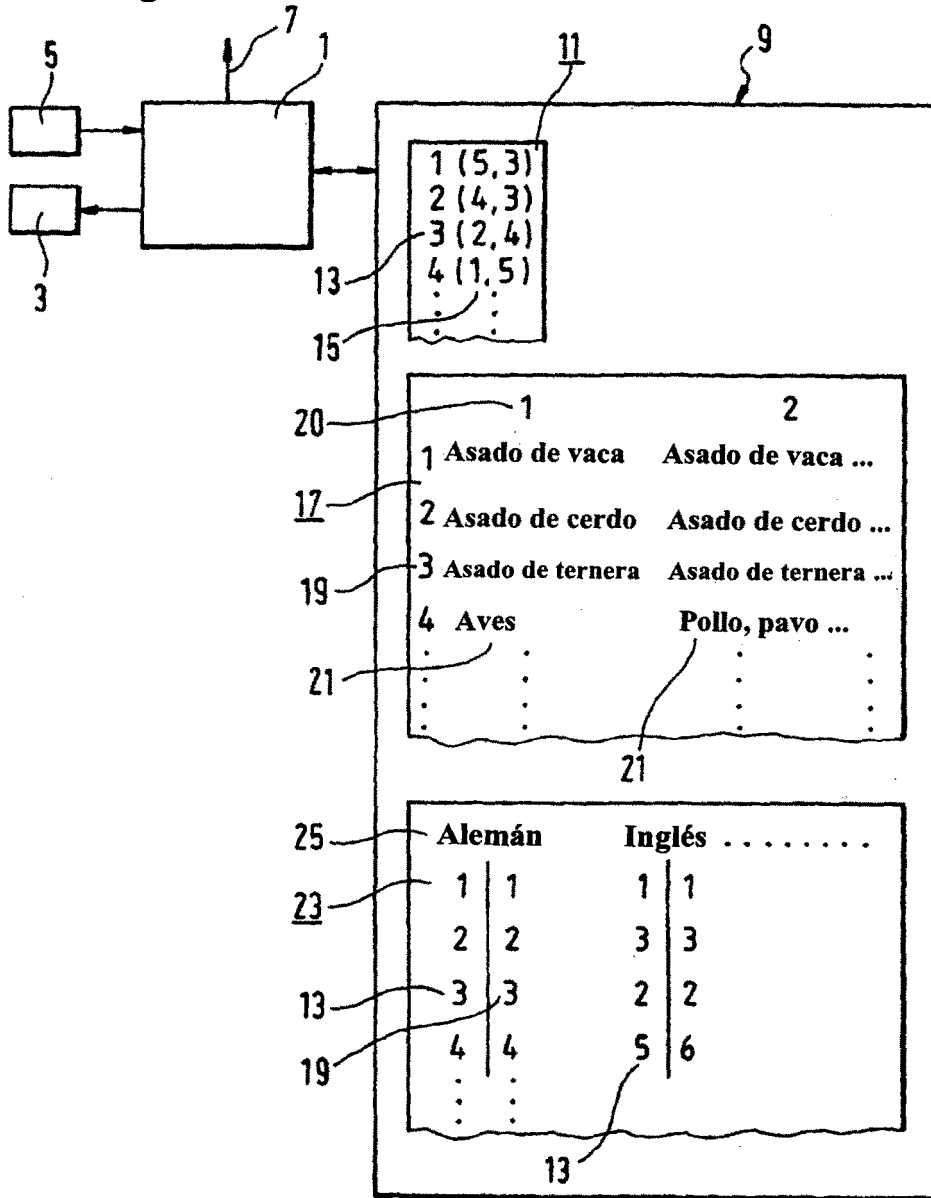 7
1
5
3
9
11
1 (5,3)
2 (4,3)
3 (2,4)
4 (1,5)
13
15
20
1 2
1 Asado de vaca Asado de vaca ...
17
2 Asado de cerdo Asado de cerdo ...
19
3 Asado de ternera Asado de ternera ...
4 Aves Pollo, pavo ...
21
21
25
Alemán Inglés ........
23
1 1 1 1
2 2 3 3
13
3 3 2 2
19
4 4 5 6
13